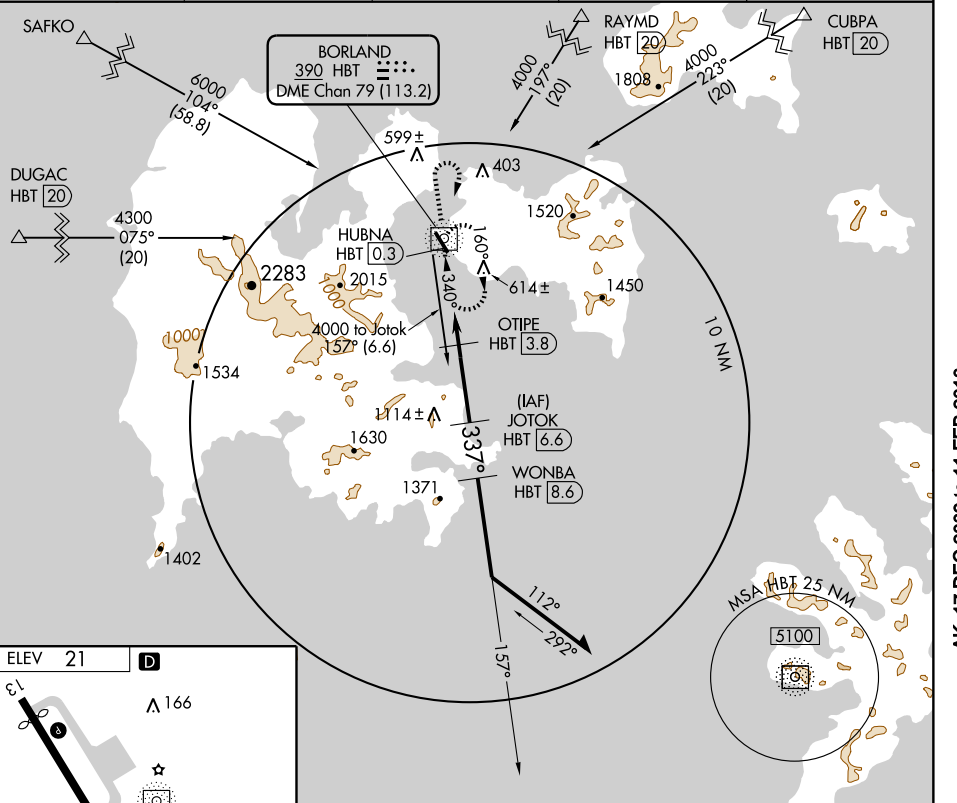 SAFKO
6000
104°
(58.8)
BORLAND
390 HBT
DME Chan 79 (113.2)
4000
197°
(20)
RAYMD
HBT 20
1808
4000
223°
(20)
CUBPA
HBT 20
599±
403
DUGAC
HBT 20
4300
075°
(20)
1520
HUBNA
HBT 0.3
160°
2283
2015
340°
614±
1450
4000 to Jotok
157° (6.6)
OTIPE
HBT 3.8
10 NM
1000
1534
(IAF)
JOTOK
HBT 6.6
1114±
337°
1630
WONBA
HBT 8.6
1371
1402
112°
292°
157°
MSA HBT 25 NM
5100
ELEV 21
D
13
P
166